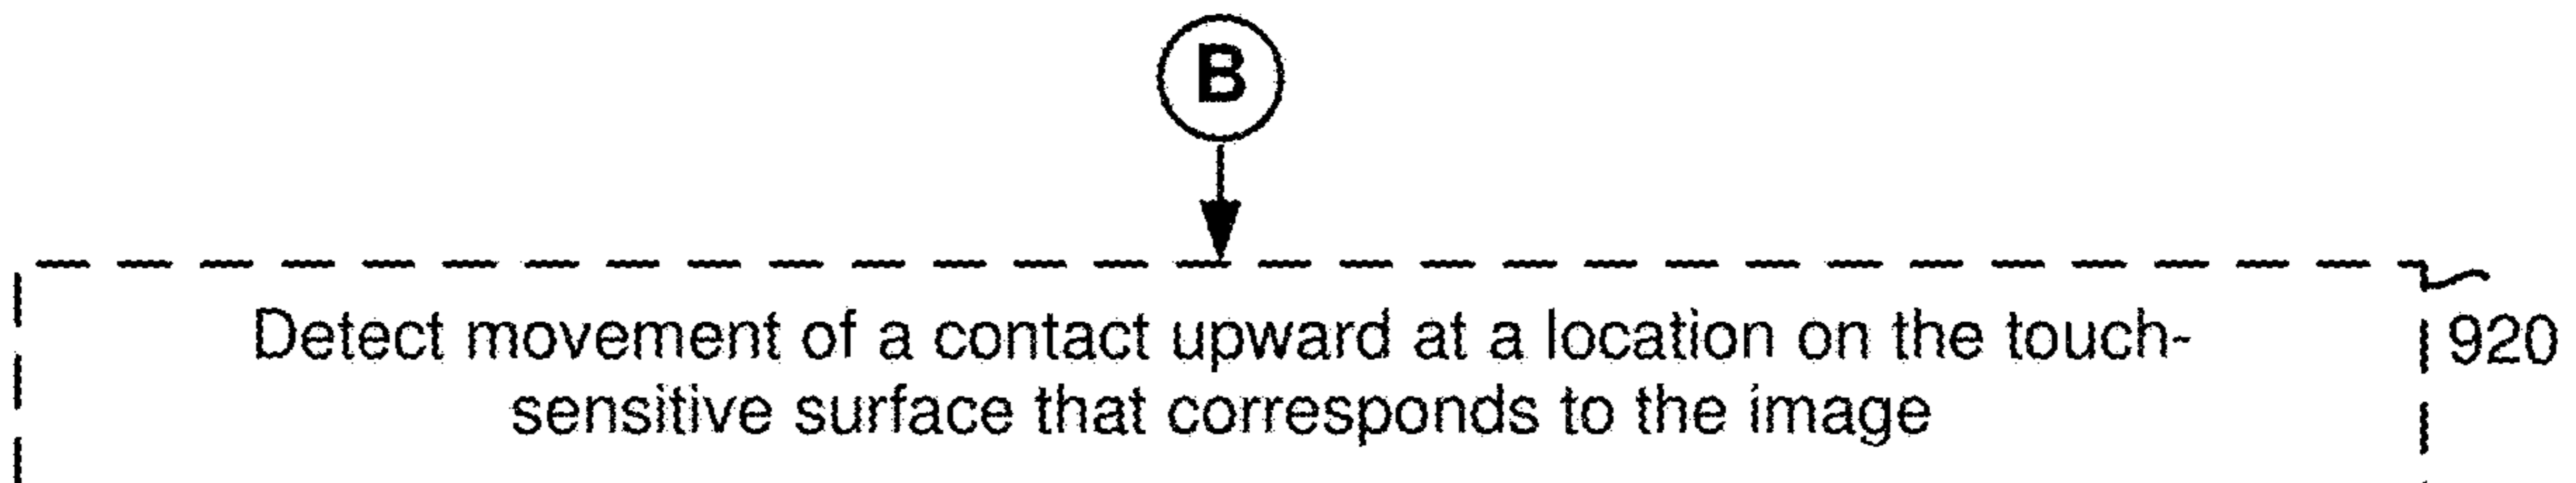 B
Detect movement of a contact upward at a location on the touch-
920
sensitive surface that corresponds to the image